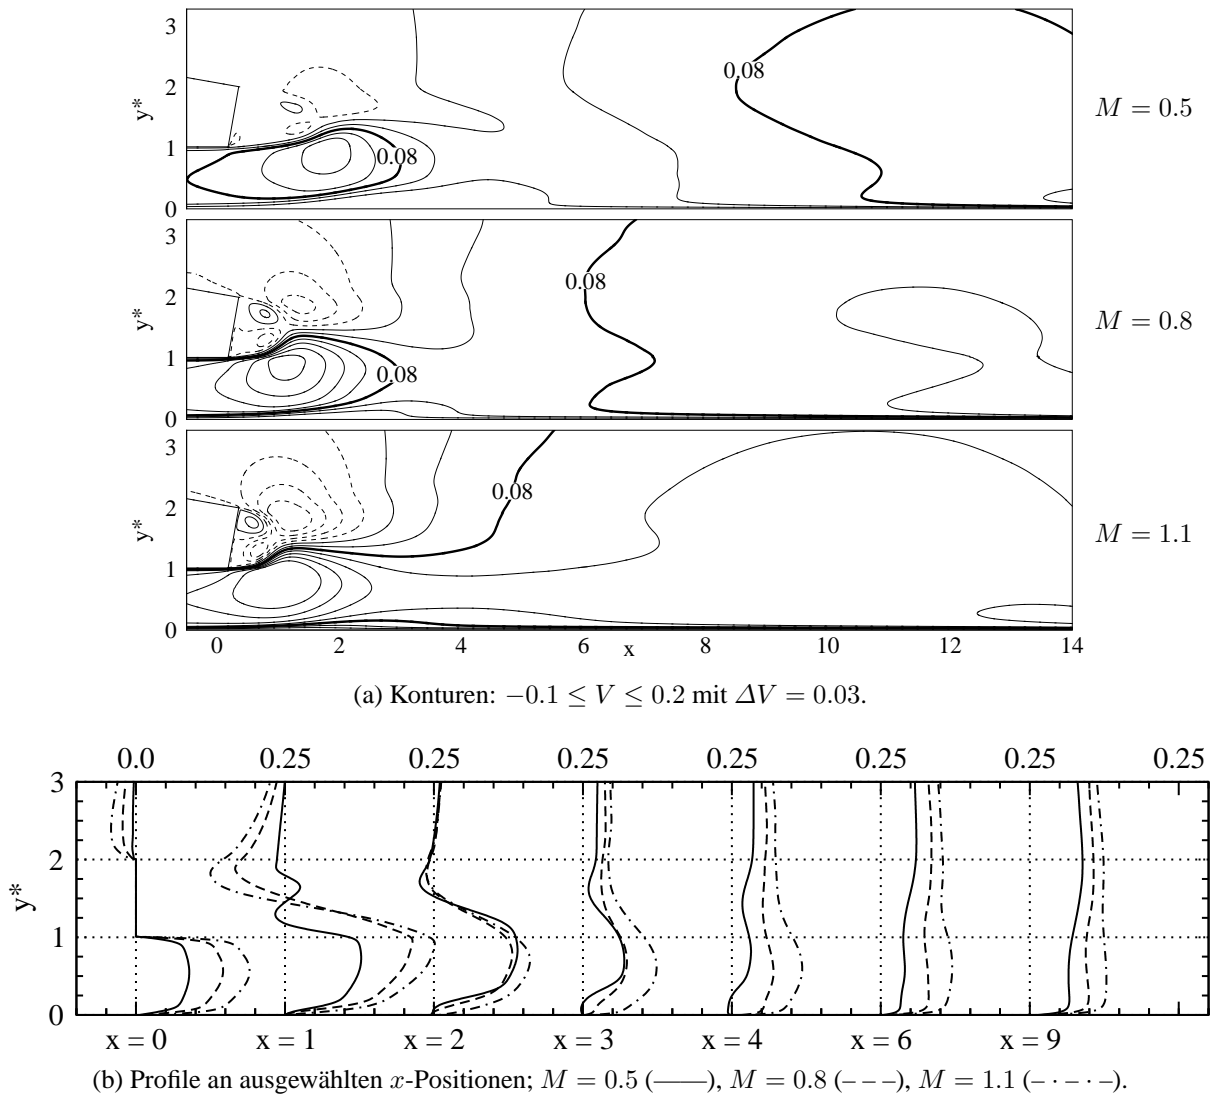 3
2
y*
1
0
0.08
0.08
M = 0.5
3
2
y*
1
0
0.08
0.08
M = 0.8
3
2
y*
1
0
0.08
M = 1.1
0 2 4 6 x 8 10 12 14
(a) Konturen: −0.1 ≤ V ≤ 0.2 mit ΔV = 0.03.
0.0 0.25 0.25 0.25 0.25 0.25 0.25 0.25
3
2
y*
1
0
x = 0 x = 1 x = 2 x = 3 x = 4 x = 6 x = 9
(b) Profile an ausgewählten x-Positionen; M = 0.5 (——), M = 0.8 (– – –), M = 1.1 (– · – · –).